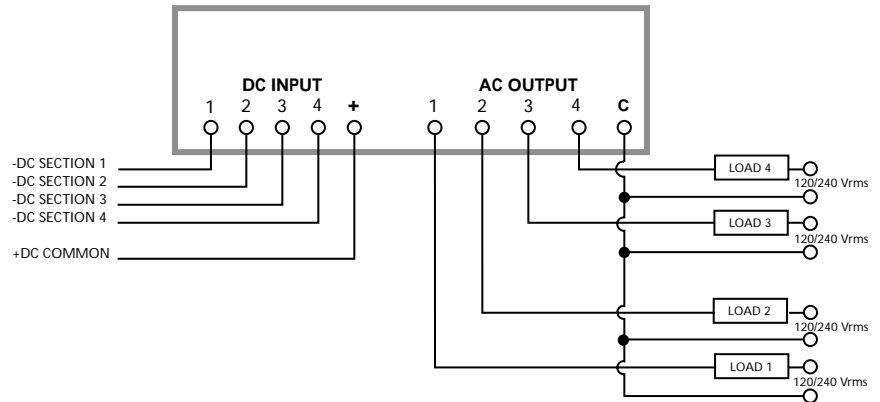 DC INPUT AC OUTPUT
1 2 3 4 + 1 2 3 4 C
-DC SECTION 1
-DC SECTION 2
-DC SECTION 3
-DC SECTION 4
+DC COMMON
LOAD 4
120/240 Vrms
LOAD 3
120/240 Vrms
LOAD 2
120/240 Vrms
LOAD 1
120/240 Vrms